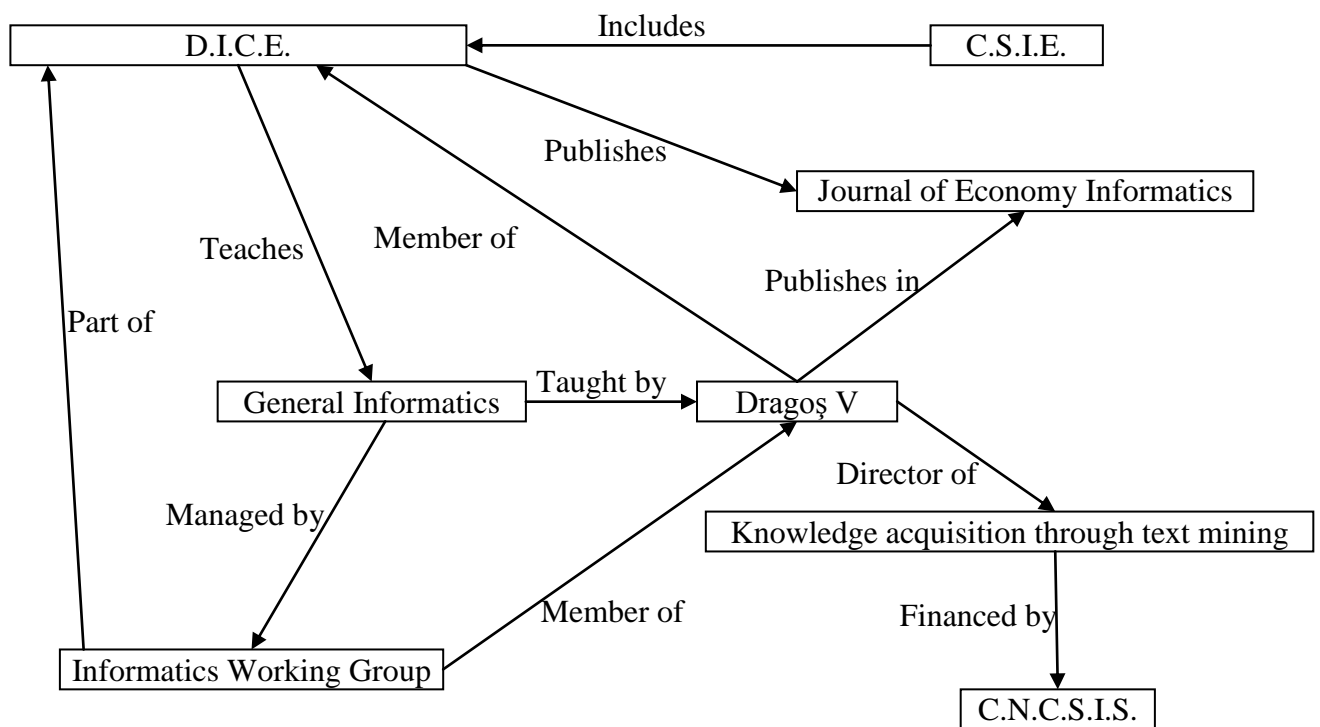 Includes
D.I.C.E.
C.S.I.E.
Publishes
Journal of Economy Informatics
Member of
Teaches
Publishes in
Part of
Taught by
General Informatics
Dragoş V
Director of
Managed by
Knowledge acquisition through text mining
Member of
Financed by
Informatics Working Group
C.N.C.S.I.S.